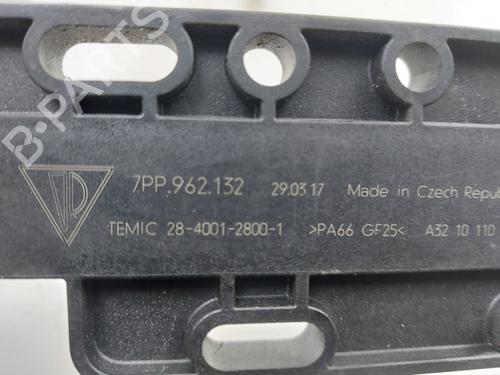 B-PARTS
7PP.962.132 29.03.17 Made in Czech Republ
TEMIC 28-4001-2800-1 >PA66 GF25< A32 10 110